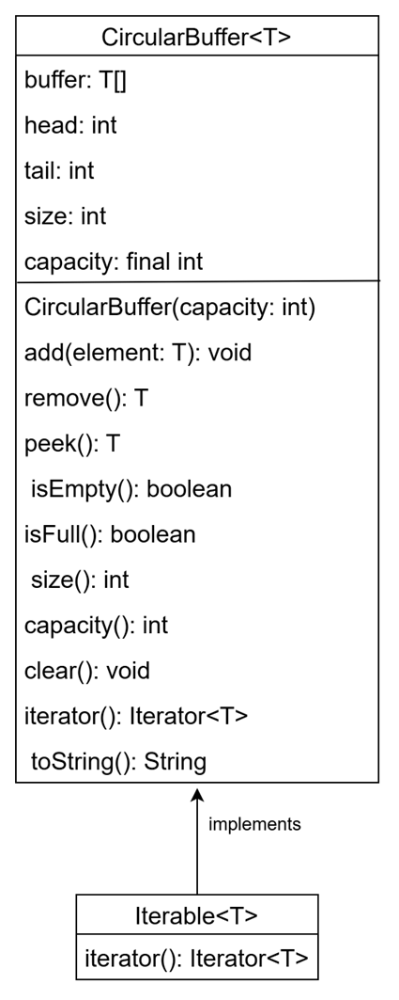 CircularBuffer<T>
buffer: T[]
head: int
tail: int
size: int
capacity: final int
CircularBuffer(capacity: int)
add(element: T): void
remove(): T
peek(): T
isEmpty(): boolean
isFull(): boolean
size(): int
capacity(): int
clear(): void
iterator(): Iterator<T>
toString(): String
implements
Iterable<T>
iterator(): Iterator<T>